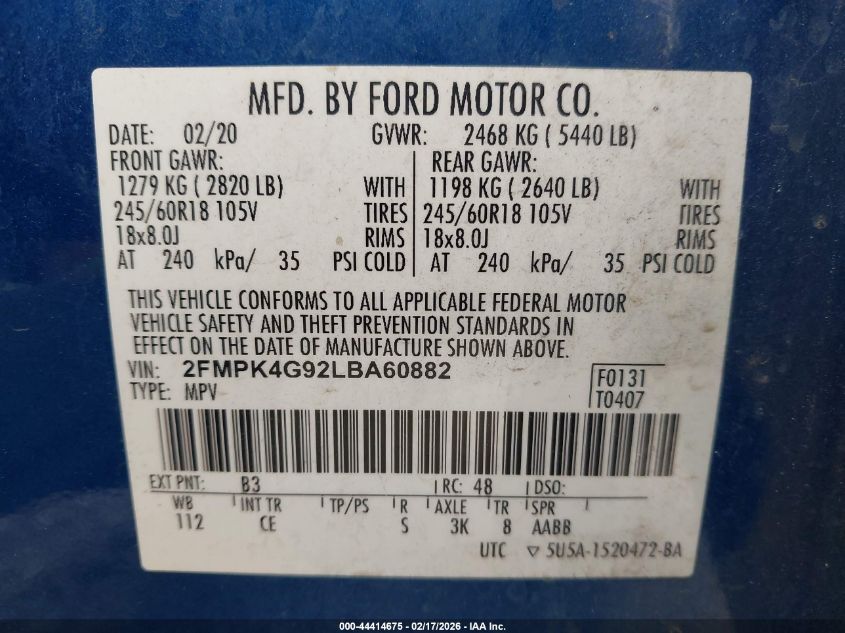 MFD. BY FORD MOTOR CO.
DATE: 02/20 GVWR: 2468 KG ( 5440 LB)
FRONT GAWR: REAR GAWR:
1279 KG ( 2820 LB) WITH 1198 KG ( 2640 LB) WITH
245/60R18 105V TIRES 245/60R18 105V TIRES
18x8.0J RIMS 18x8.0J RIMS
AT 240 kPa/ 35 PSI COLD AT 240 kPa/ 35 PSI COLD
THIS VEHICLE CONFORMS TO ALL APPLICABLE FEDERAL MOTOR
VEHICLE SAFETY AND THEFT PREVENTION STANDARDS IN
EFFECT ON THE DATE OF MANUFACTURE SHOWN ABOVE.
VIN: 2FMPK4G92LBA60882
TYPE: MPV
F0131
T0407
EXT PNT: B3 RC: 48 DSO:
WB INT TR TP/PS R AXLE TR SPR
112 CE S 3K 8 AABB
UTC ▽ 5U5A-1520472-BA
000-44414675 - 02/17/2026 - IAA Inc.